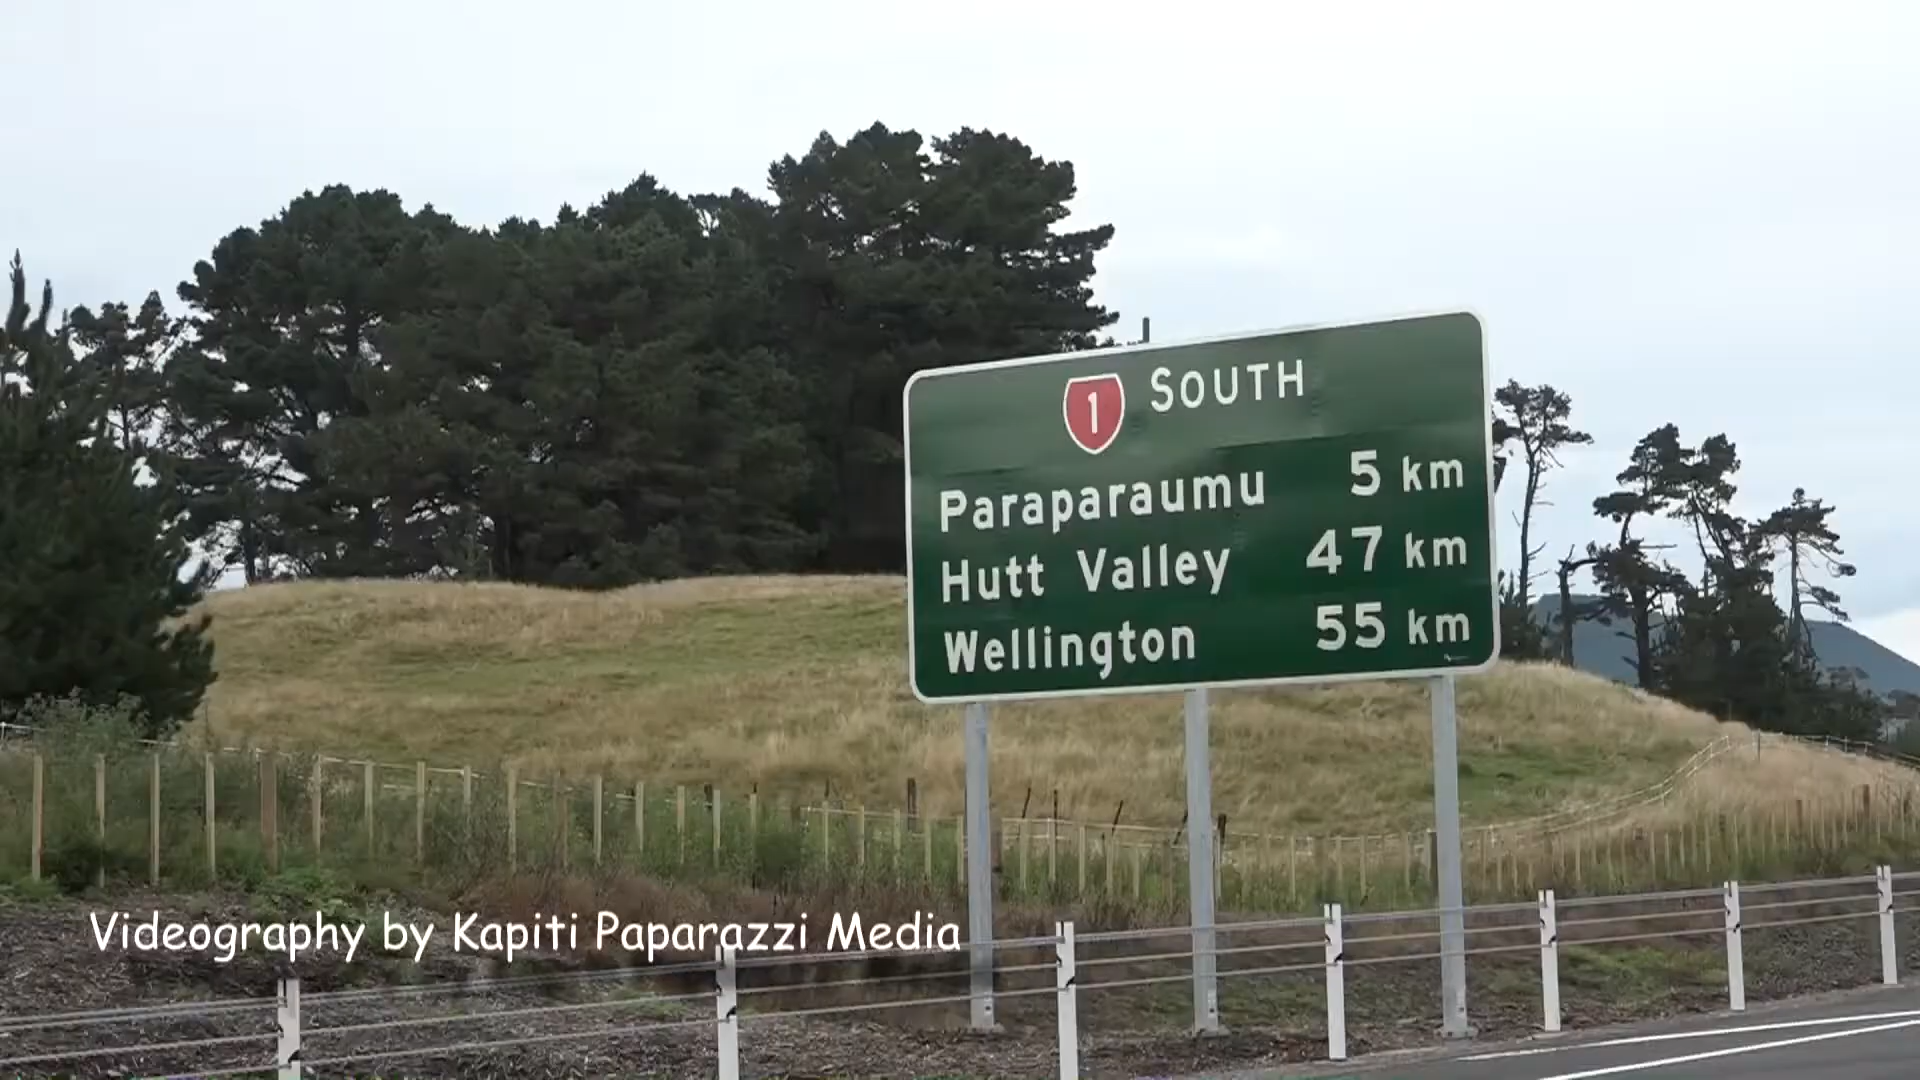 1 SOUTH
Paraparaumu 5 km
Hutt Valley 47 km
Wellington 55 km
Videography by Kapiti Paparazzi Media